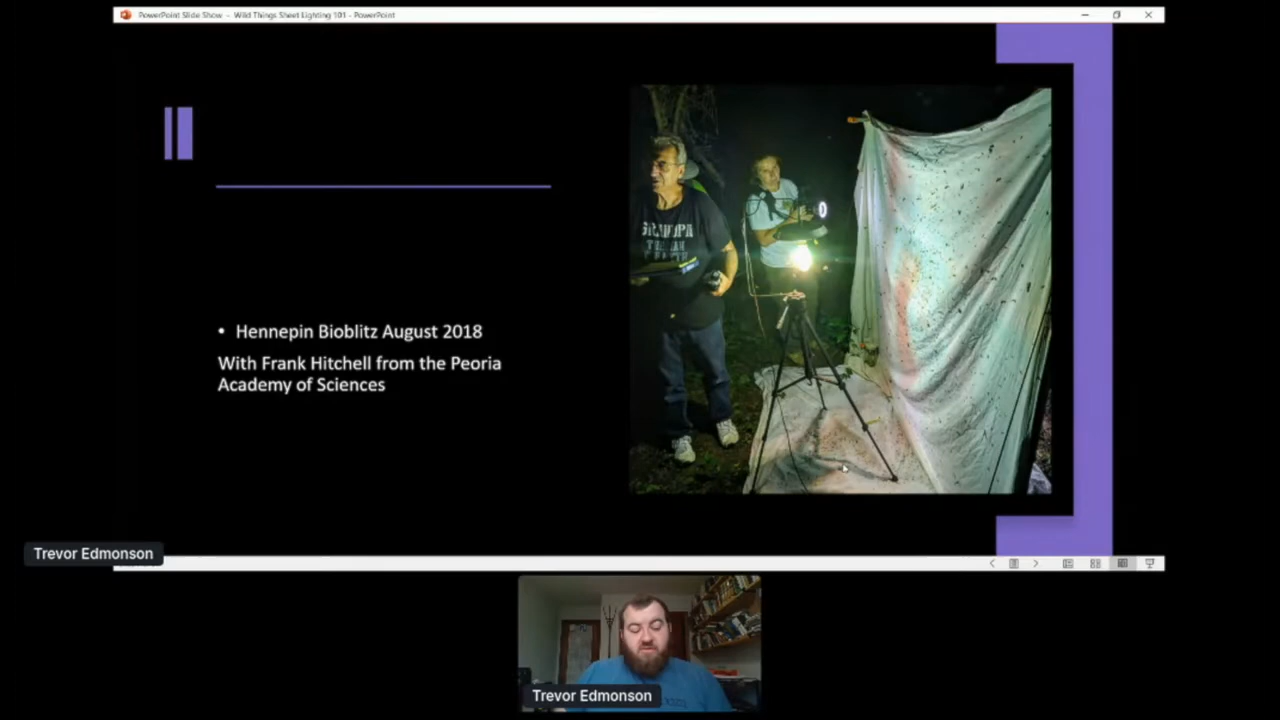 PowerPoint Slide Show - Wild Things Sheet Lighting 101 - PowerPoint
GRANDPA
• Hennepin Bioblitz August 2018
With Frank Hitchell from the Peoria
Academy of Sciences
Trevor Edmonson
Trevor Edmonson